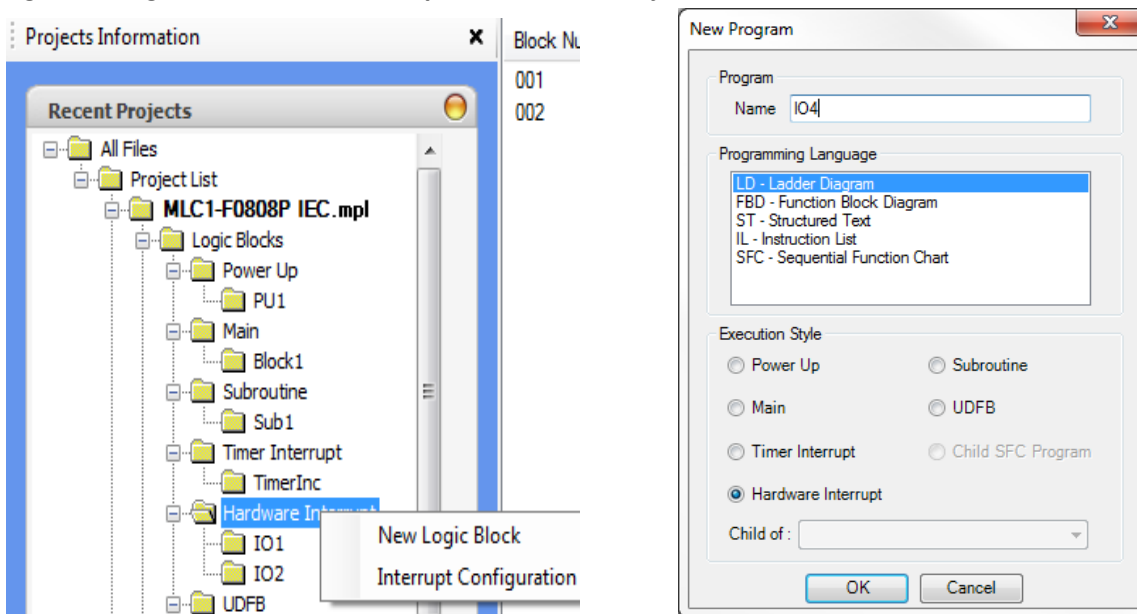 Projects Information
Block Nu
001
002
Recent Projects
All Files
Project List
MLC1-F0808P IEC.mpl
Logic Blocks
Power Up
PU1
Main
Block1
Subroutine
Sub1
Timer Interrupt
TimerInc
Hardware Interrupt
IO1
IO2
UDFB
New Logic Block
Interrupt Configuration
New Program
Program
Name IO4
Programming Language
LD - Ladder Diagram
FBD - Function Block Diagram
ST - Structured Text
IL - Instruction List
SFC - Sequential Function Chart
Execution Style
Power Up
Subroutine
Main
UDFB
Timer Interrupt
Child SFC Program
Hardware Interrupt
Child of :
OK
Cancel